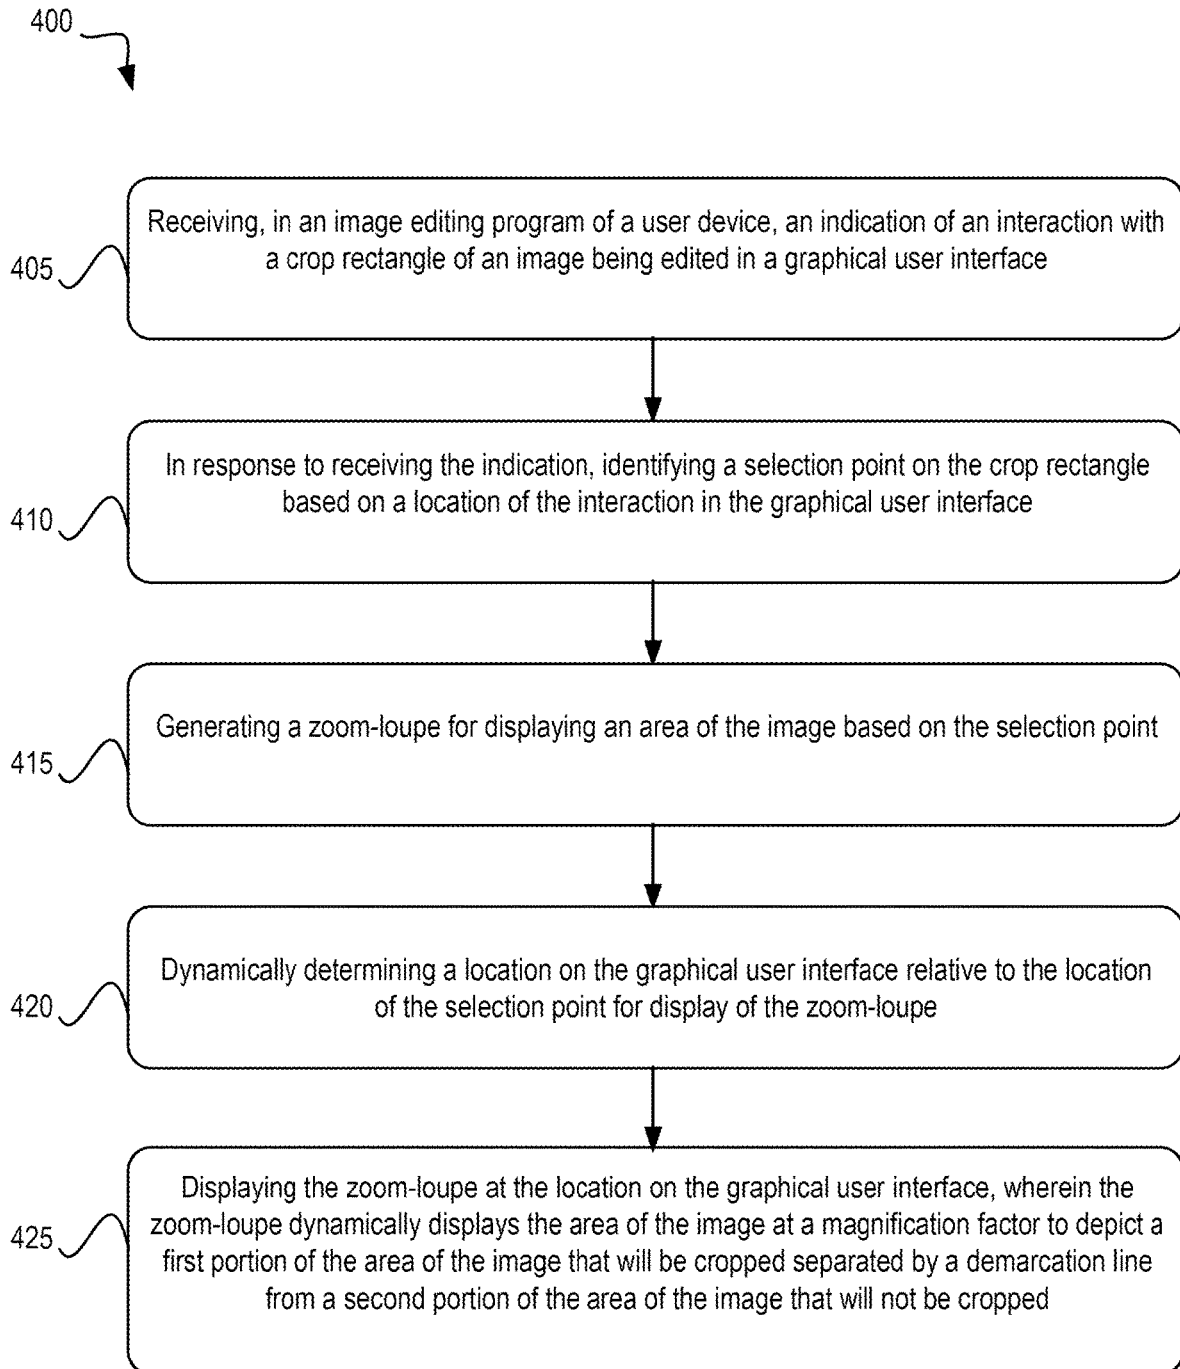 400
Receiving, in an image editing program of a user device, an indication of an interaction with
a crop rectangle of an image being edited in a graphical user interface
405
In response to receiving the indication, identifying a selection point on the crop rectangle
based on a location of the interaction in the graphical user interface
410
Generating a zoom-loupe for displaying an area of the image based on the selection point
415
Dynamically determining a location on the graphical user interface relative to the location
of the selection point for display of the zoom-loupe
420
Displaying the zoom-loupe at the location on the graphical user interface, wherein the
zoom-loupe dynamically displays the area of the image at a magnification factor to depict a
first portion of the area of the image that will be cropped separated by a demarcation line
from a second portion of the area of the image that will not be cropped
425